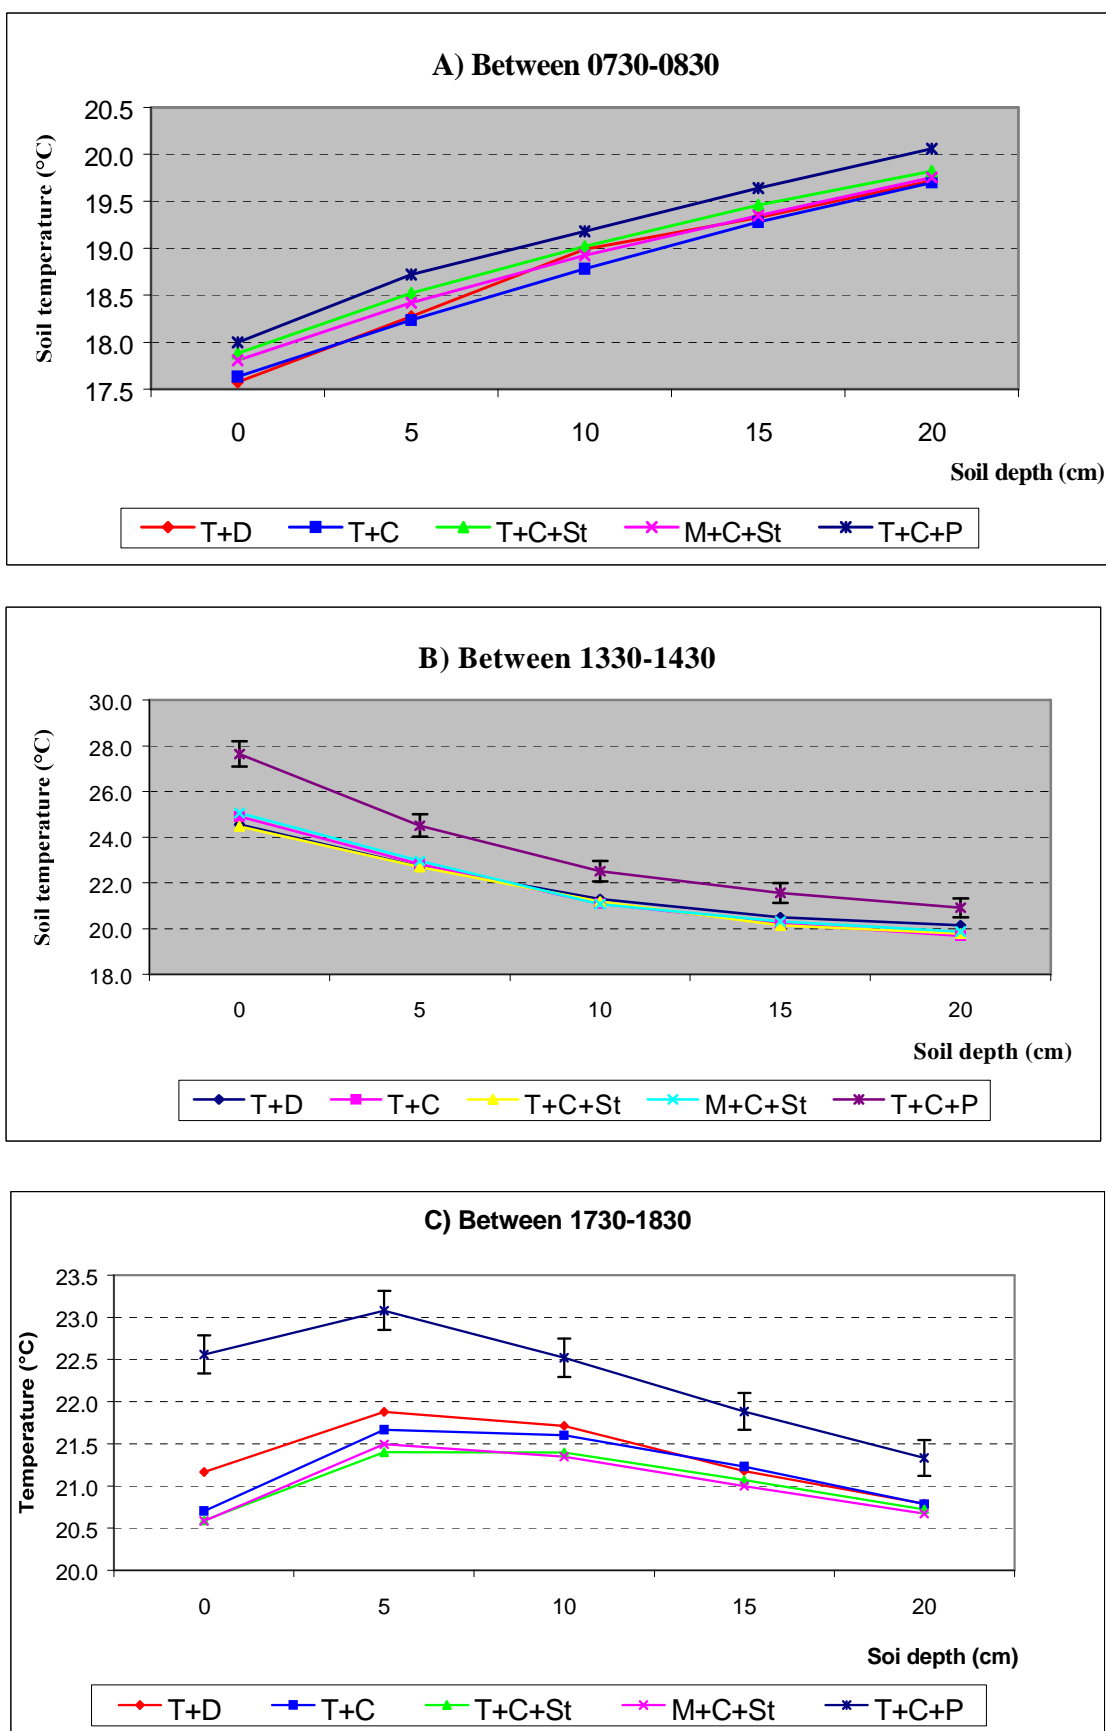 A) Between 0730-0830
Soil temperature (°C)
20.5
20.0
19.5
19.0
18.5
18.0
17.5
0 5 10 15 20
Soil depth (cm)
T+D T+C T+C+St M+C+St T+C+P
B) Between 1330-1430
Soil temperature (°C)
30.0
28.0
26.0
24.0
22.0
20.0
18.0
0 5 10 15 20
Soil depth (cm)
T+D T+C T+C+St M+C+St T+C+P
C) Between 1730-1830
Temperature (°C)
23.5
23.0
22.5
22.0
21.5
21.0
20.5
20.0
0 5 10 15 20
Soi depth (cm)
T+D T+C T+C+St M+C+St T+C+P